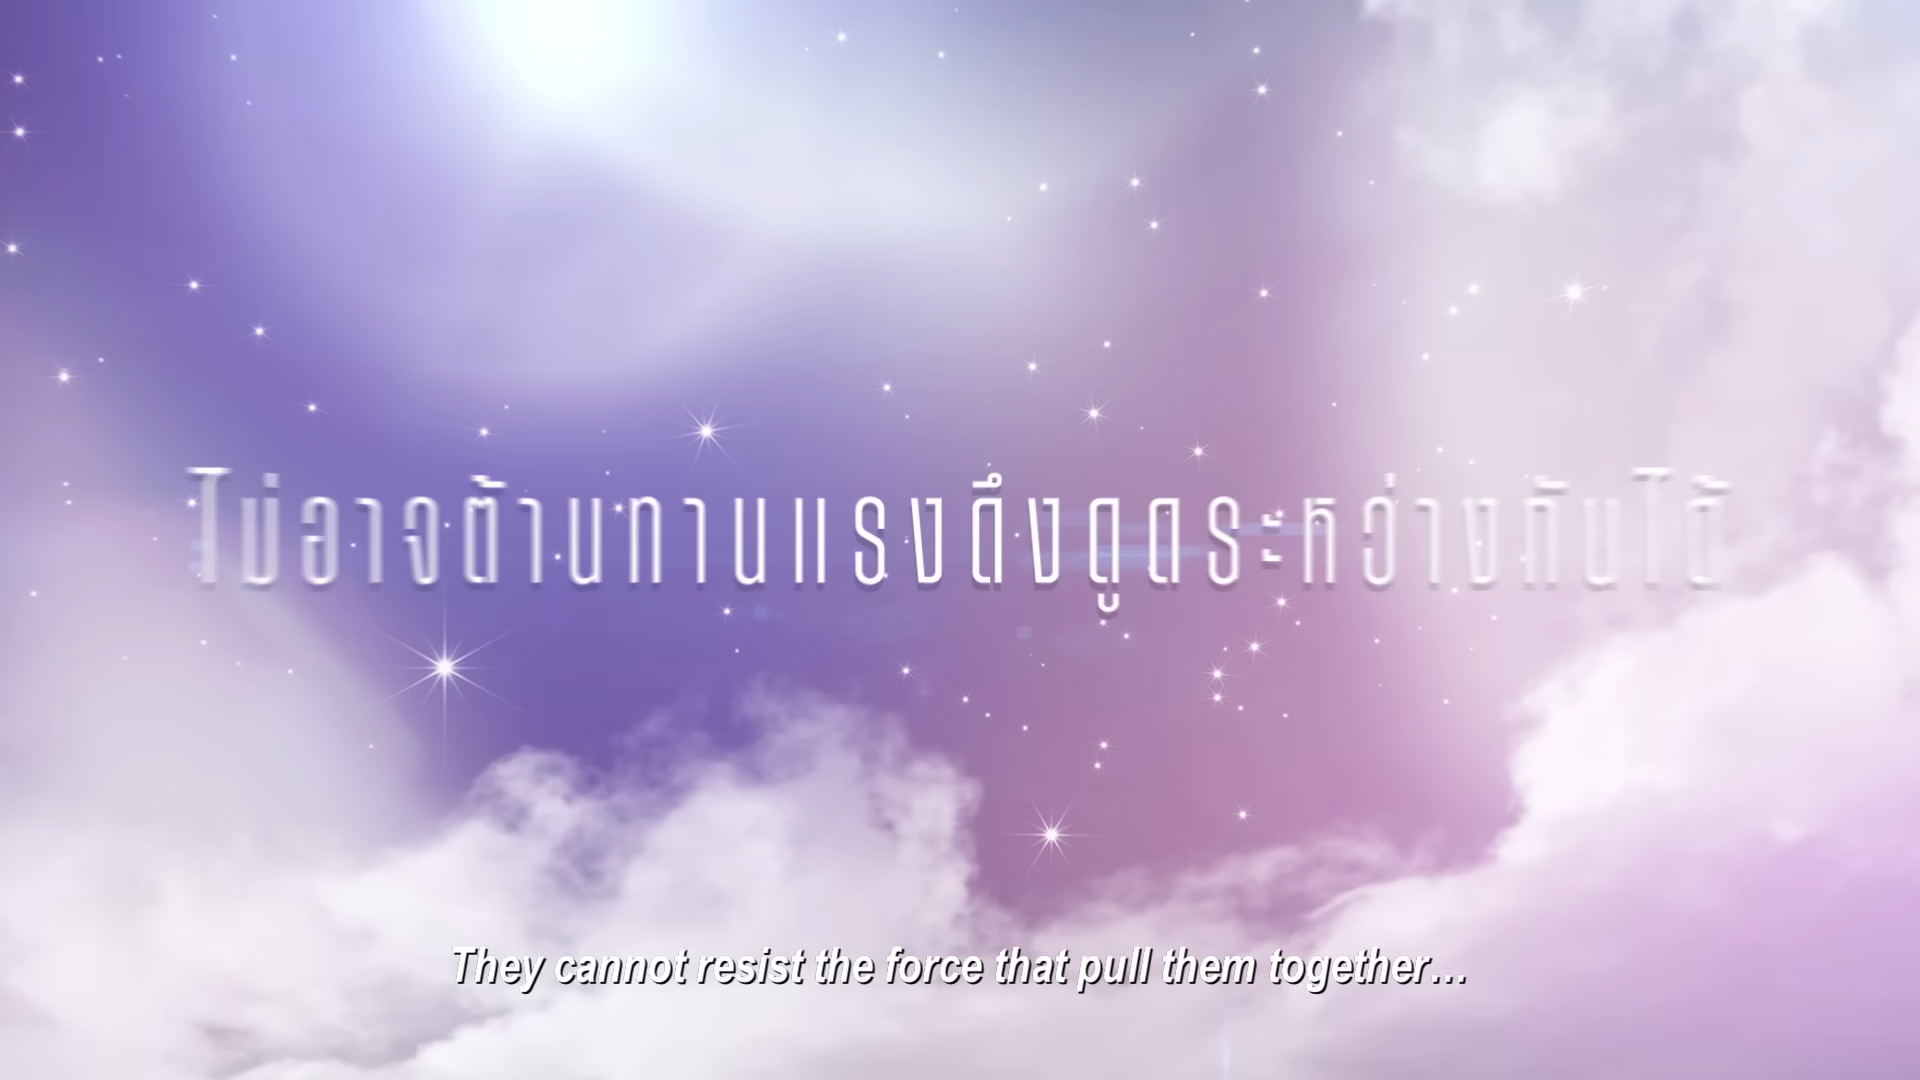 ไม่อาจต้านทานแรงดึงดูดระหว่างกันได้
They cannot resist the force that pull them together...